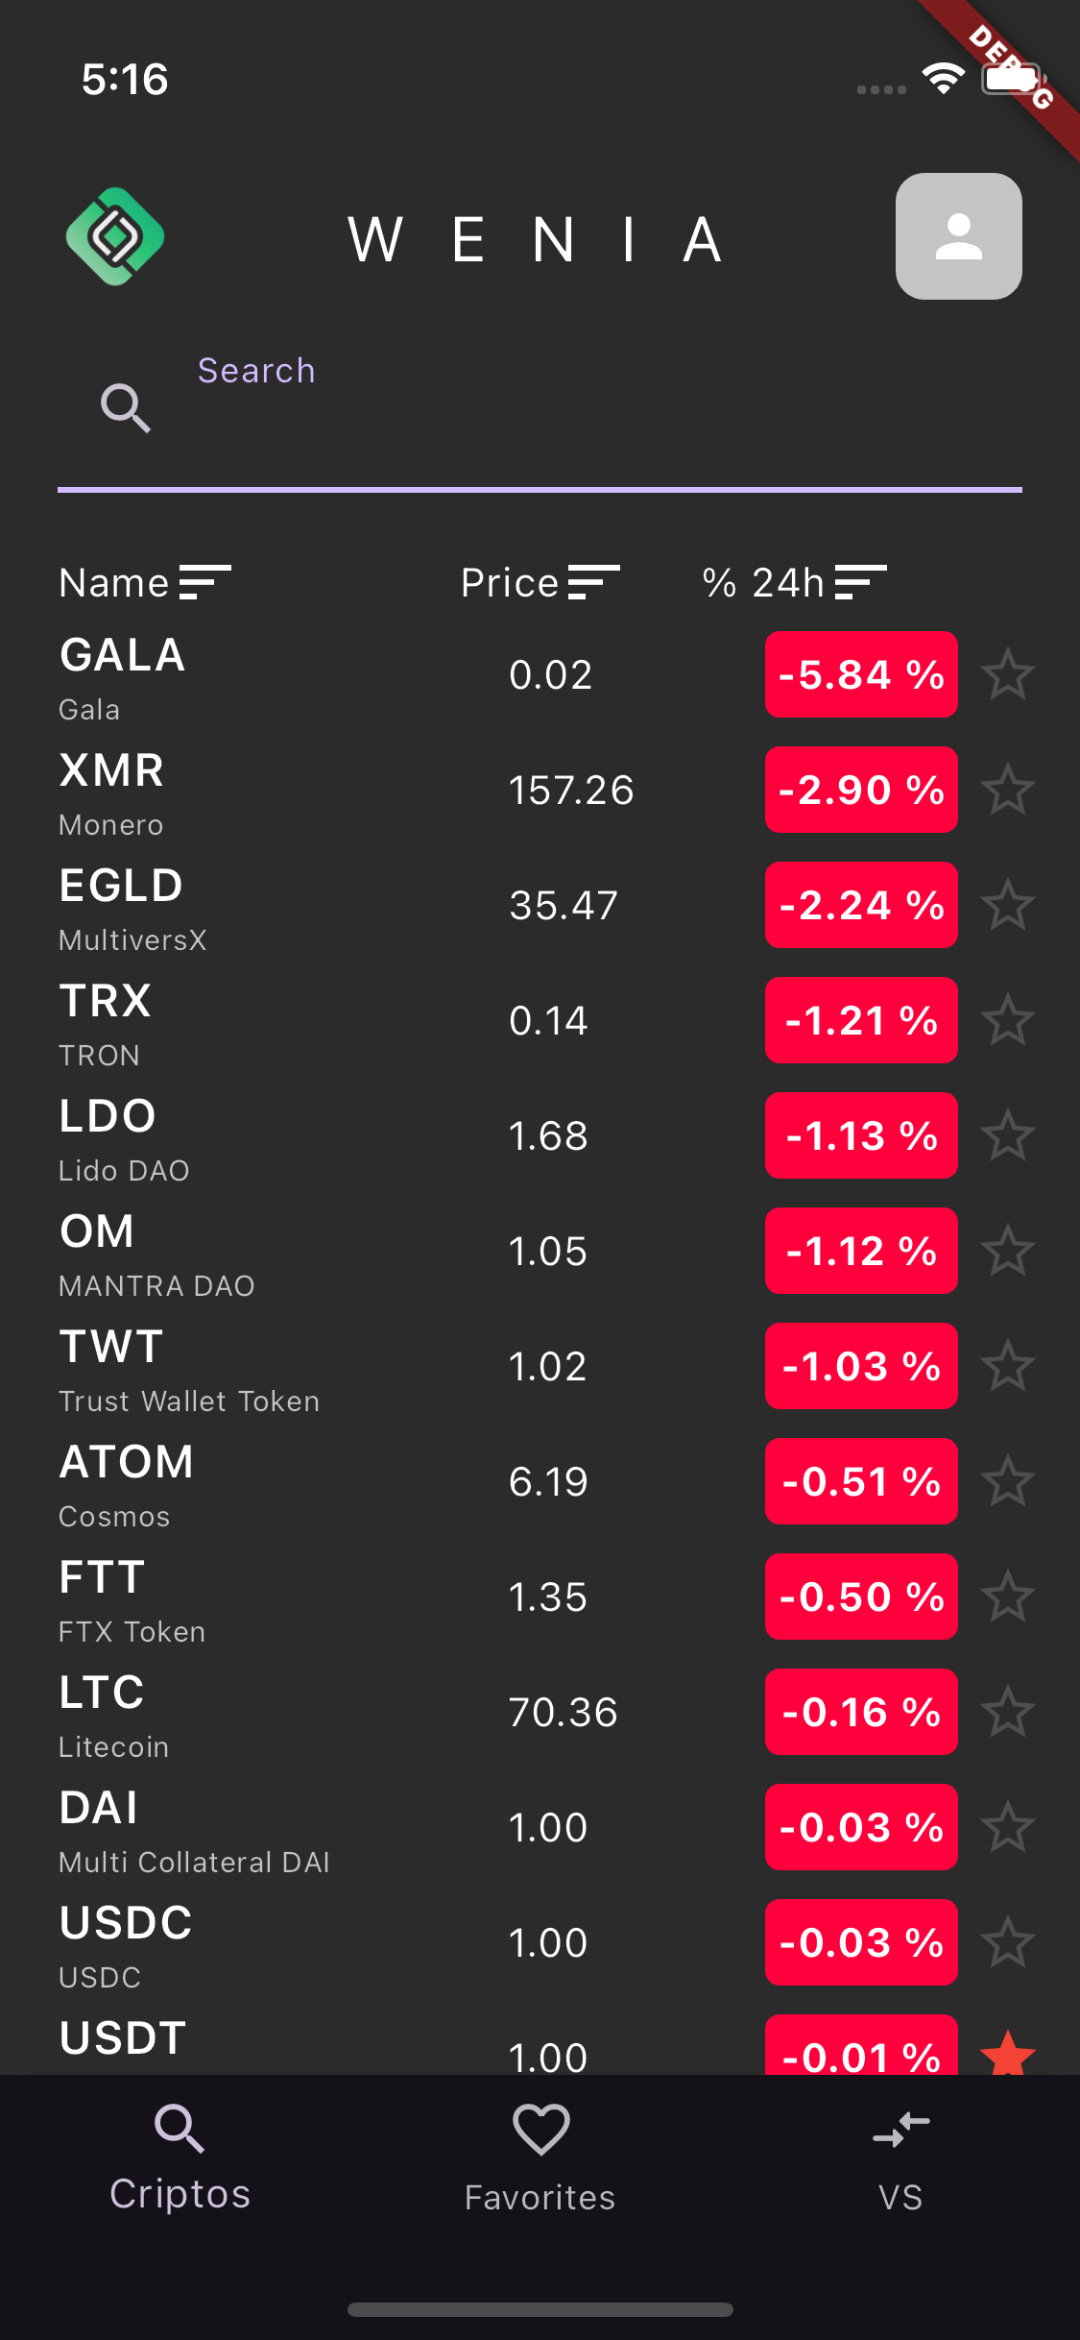 5:16
DEBUG
W E N I A
Search
Name Price % 24h
GALA
Gala
0.02 -5.84 %
XMR
Monero
157.26 -2.90 %
EGLD
MultiversX
35.47 -2.24 %
TRX
TRON
0.14 -1.21 %
LDO
Lido DAO
1.68 -1.13 %
OM
MANTRA DAO
1.05 -1.12 %
TWT
Trust Wallet Token
1.02 -1.03 %
ATOM
Cosmos
6.19 -0.51 %
FTT
FTX Token
1.35 -0.50 %
LTC
Litecoin
70.36 -0.16 %
DAI
Multi Collateral DAI
1.00 -0.03 %
USDC
USDC
1.00 -0.03 %
USDT
1.00 -0.01 %
Criptos Favorites VS